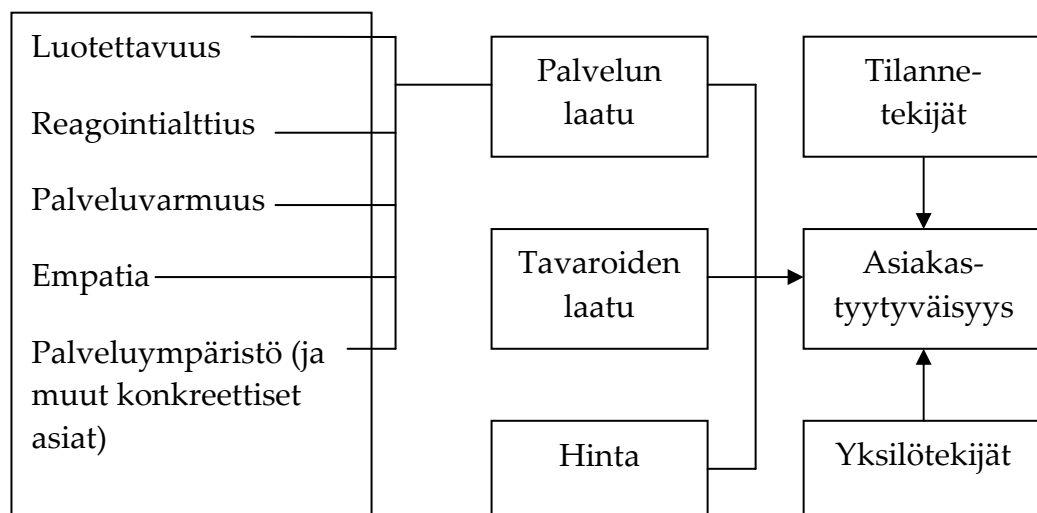 Luotettavuus
Reagointialttius
Palveluvarmuus
Empatia
Palveluympäristö (ja
muut konkreettiset
asiat)
Palvelun
laatu
Tavaroiden
laatu
Hinta
Tilanne-
tekijät
Asiakas-
tyytyväisyys
Yksilötekijät